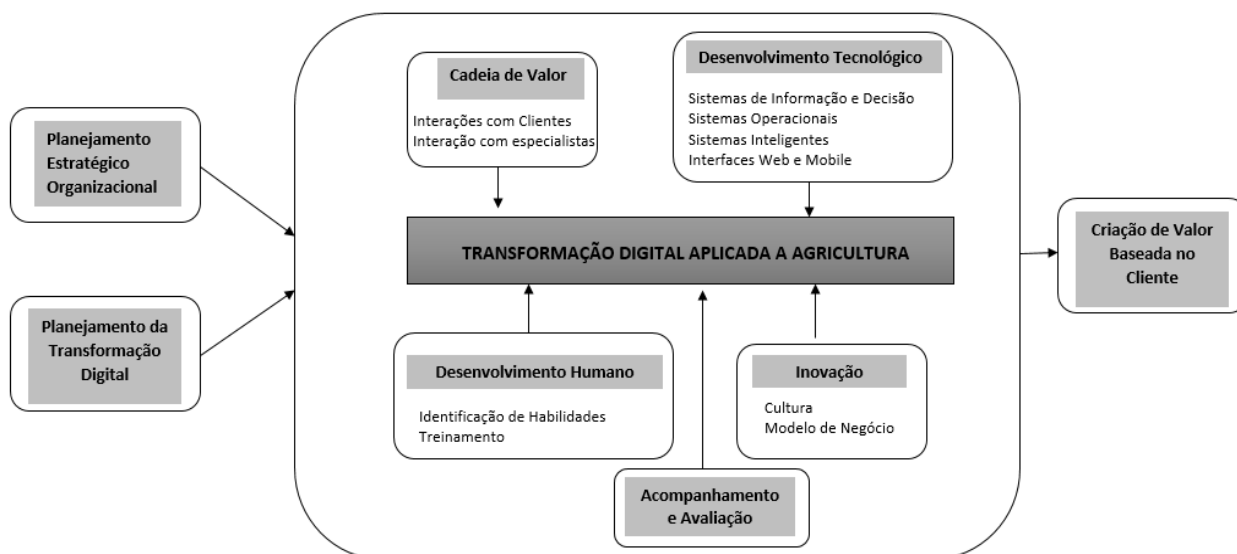 Planejamento
Estratégico
Organizacional
Planejamento da
Transformação
Digital
Cadeia de Valor
Interações com Clientes
Interação com especialistas
Desenvolvimento Tecnológico
Sistemas de Informação e Decisão
Sistemas Operacionais
Sistemas Inteligentes
Interfaces Web e Mobile
TRANSFORMAÇÃO DIGITAL APLICADA A AGRICULTURA
Desenvolvimento Humano
Identificação de Habilidades
Treinamento
Inovação
Cultura
Modelo de Negócio
Acompanhamento
e Avaliação
Criação de Valor
Baseada no
Cliente